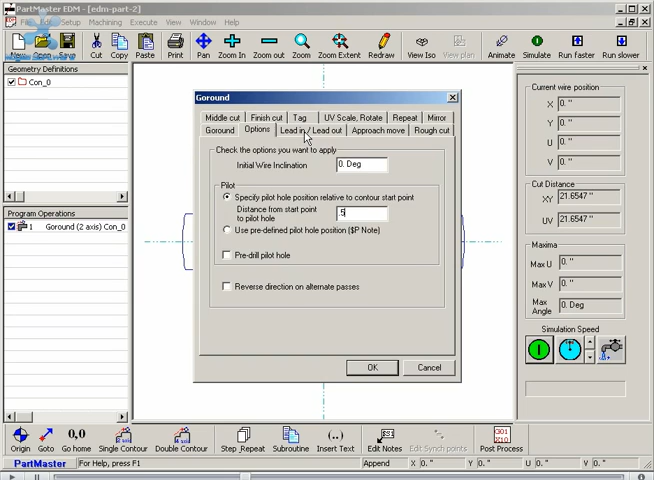 PartMaster EDM - [edm-part-2]
Setup Machining Execute View Window Help
New Save Cut Copy Paste Print Pan Zoom In Zoom out Zoom Zoom Extent Redraw View Iso View plan Animate Simulate Run faster Run slower
Geometry Definitions
Con_0
Program Operations
1 Goround (2 axis) Con_0
Goround
Middle cut Finish cut Tag UV Scale, Rotate Repeat Mirror
Goround Options Lead in / Lead out Approach move Rough cut
Check the options you want to apply
Initial Wire Inclination 0. Deg
Pilot
Specify pilot hole position relative to contour start point
Distance from start point
to pilot hole
.5
Use pre-defined pilot hole position ($P Note)
Pre-drill pilot hole
Reverse direction on alternate passes
OK Cancel
Current wire position
X 0. "
Y 0. "
U 0. "
V 0. "
Cut Distance
XY 21.6547 "
UV 21.6547 "
Maxima
Max U 0. "
Max V 0. "
Max
Angle 0. Deg
Simulation Speed
0,0 (..) $S1 G01
X10
Origin Goto Go home Single Contour Double Contour Step_Repeat Subroutine Insert Notes Edit Notes Edit Synch points Post Process
PartMaster For Help, press F1 Append X 0. " Y 0. " U 0. " V 0. "